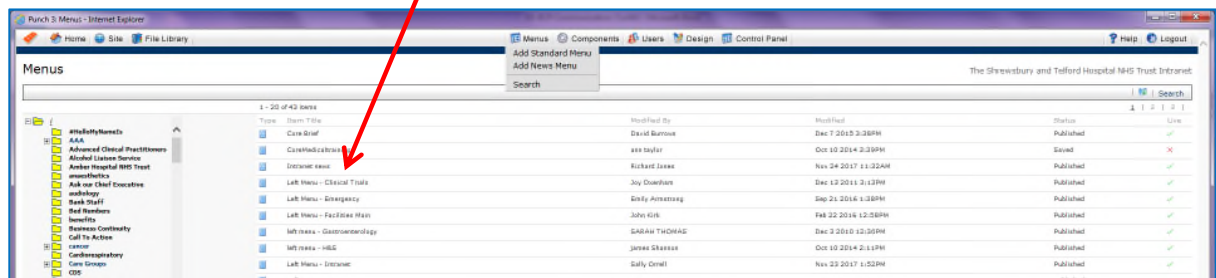 Punch 3: Menus - Internet Explorer
Home Site File Library Menus Components Users Design Control Panel Help Logout
Add Standard Menu
Add News Menu
Search
Menus
The Shrewsbury and Telford Hospital NHS Trust Intranet
Search
1 - 20 of 43 items 1 | 2 | 3 |
Type Item Title Modified By Modified Status Live
/
#HelloMyNameIs
AAA
Advanced Clinical Practitioners
Alcohol Liaison Service
Amber Hospital NHS Trust
anaesthetics
Ask our Chief Executive
audiology
Bank Staff
Bed Numbers
benefits
Business Continuity
Call To Action
cancer
Cardiorespiratory
Care Groups
CDS
Core Brief David Burrows Dec 7 2015 3:38PM Published
CoreMedicaltrain ann taylor Oct 10 2014 2:39PM Saved
Intranet news Richard Jones Nov 24 2017 11:32AM Published
Left Menu - Clinical Trials Joy Dvenham Dec 13 2011 3:13PM Published
Left Menu - Emergency Emily Armstrong Sep 21 2016 1:38PM Published
Left Menu - Facilities Main John Kirk Feb 22 2016 12:58PM Published
left menu - Gastroenterology SARAH THOMAS Dec 3 2010 12:36PM Published
left menu - H&E James Shannon Oct 10 2014 2:11PM Published
Left Menu - Intranet Sally Orrell Nov 23 2017 1:52PM Published